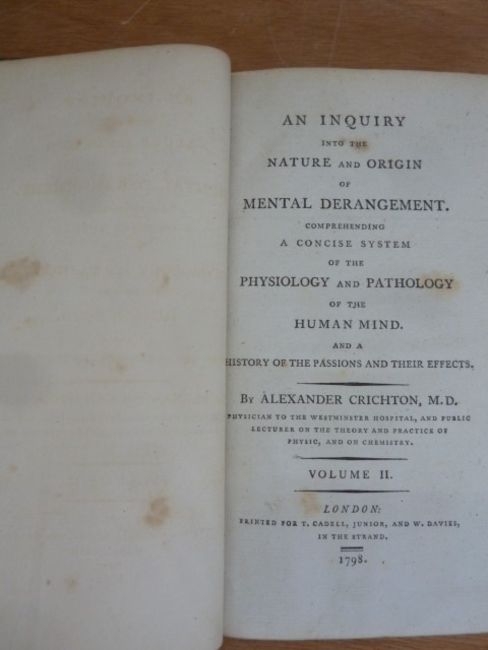 AN INQUIRY
INTO THE
NATURE AND ORIGIN
OF
MENTAL DERANGEMENT.
COMPREHENDING
A CONCISE SYSTEM
OF THE
PHYSIOLOGY AND PATHOLOGY
OF THE
HUMAN MIND.
AND A
HISTORY OF THE PASSIONS AND THEIR EFFECTS.
BY ALEXANDER CRICHTON, M.D.
PHYSICIAN TO THE WESTMINSTER HOSPITAL, AND PUBLIC
LECTURER ON THE THEORY AND PRACTICE OF
PHYSIC, AND ON CHEMISTRY.
VOLUME II.
LONDON:
PRINTED FOR T. CADELL, JUNIOR, AND W. DAVIES,
IN THE STRAND.
1798.